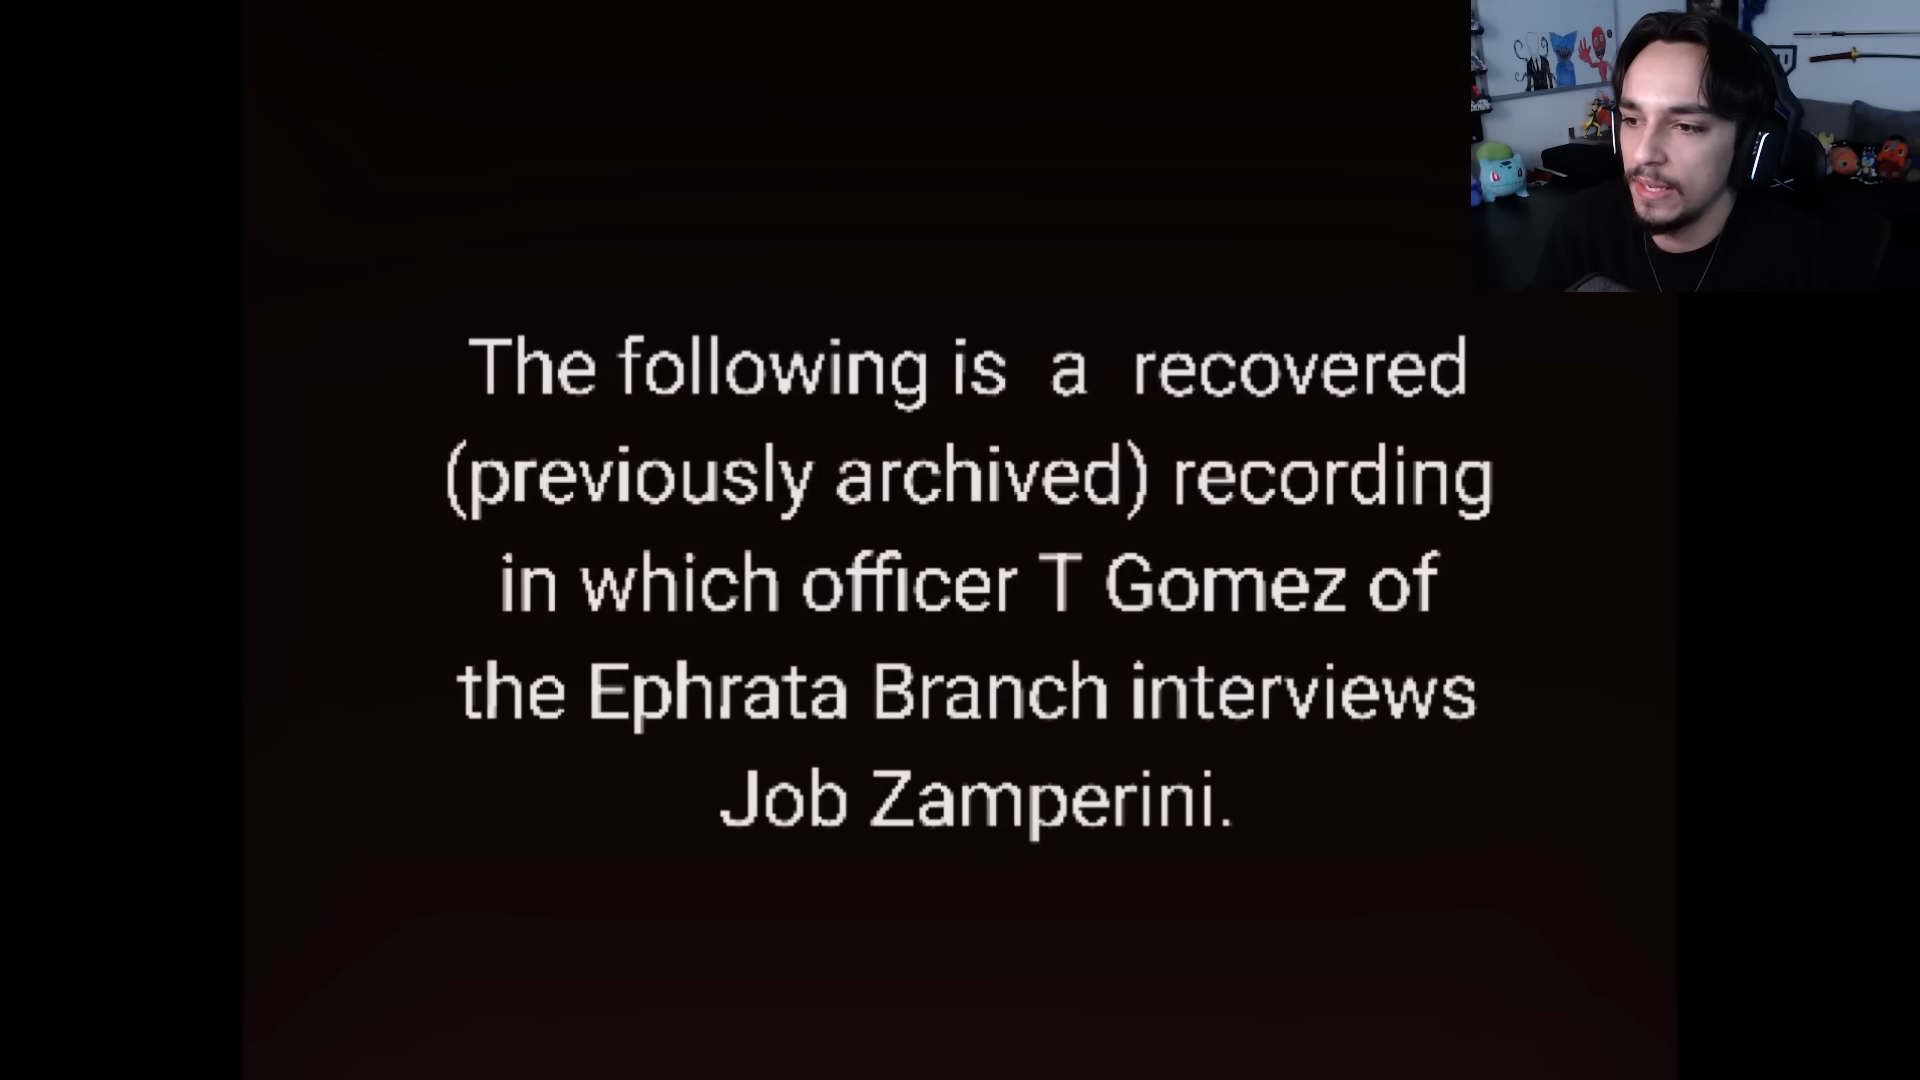 The following is a recovered
(previously archived) recording
in which officer T Gomez of
the Ephrata Branch interviews
Job Zamperini.